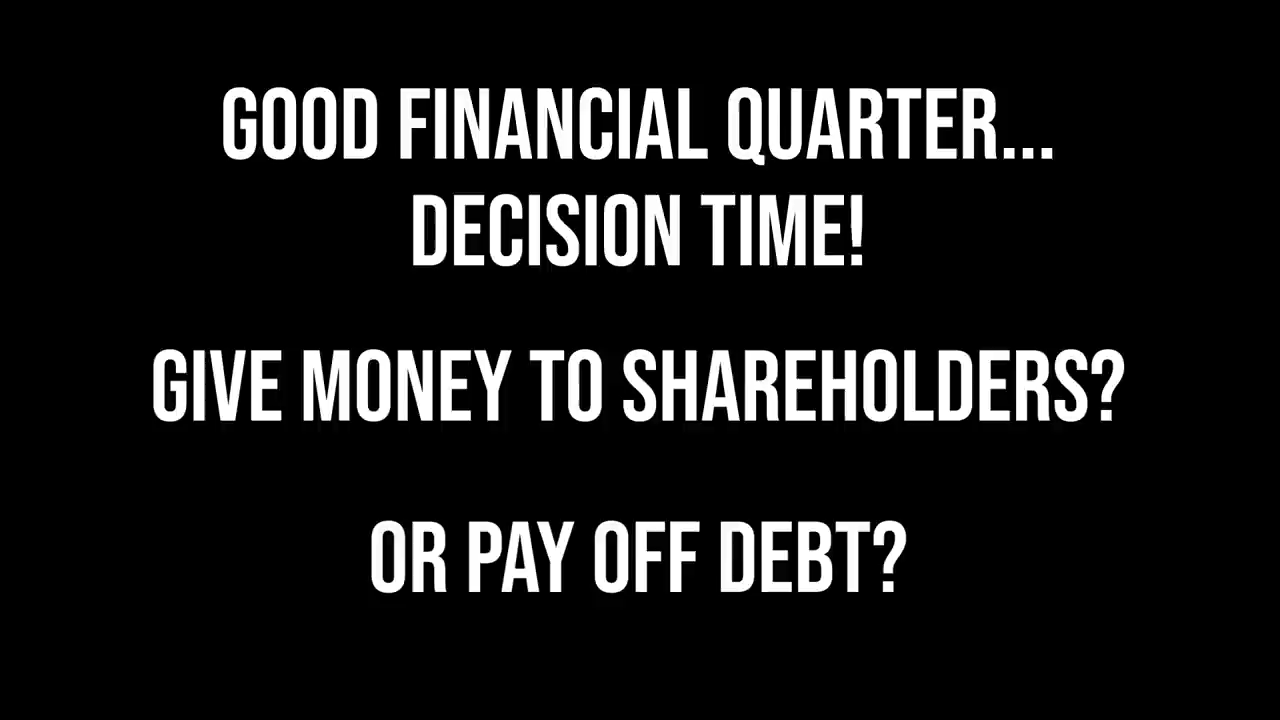 GOOD FINANCIAL QUARTER...
DECISION TIME!
GIVE MONEY TO SHAREHOLDERS?
OR PAY OFF DEBT?